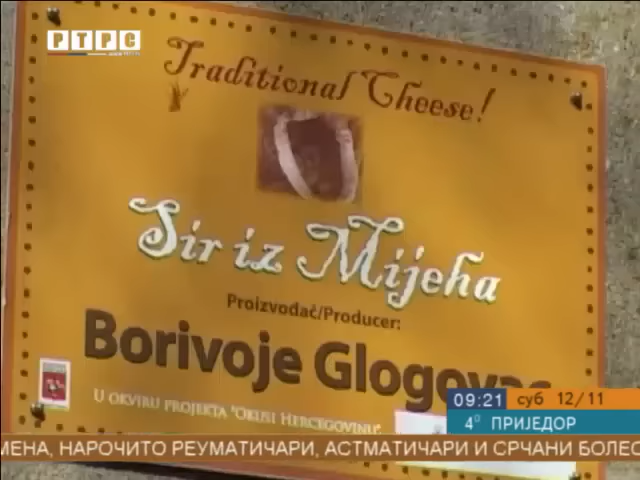 РТРС
Traditional Cheese!
Sir iz Mijeha
Proizvođač/Producer:
Borivoje Glogovac
U OKVIRU PROJEKTA "OKUSI HERCEGOVINU"
09:21 суб 12/11
4° ПРИЈЕДОР
МЕНА, НАРОЧИТО РЕУМАТИЧАРИ, АСТМАТИЧАРИ И СРЧАНИ БОЛЕС